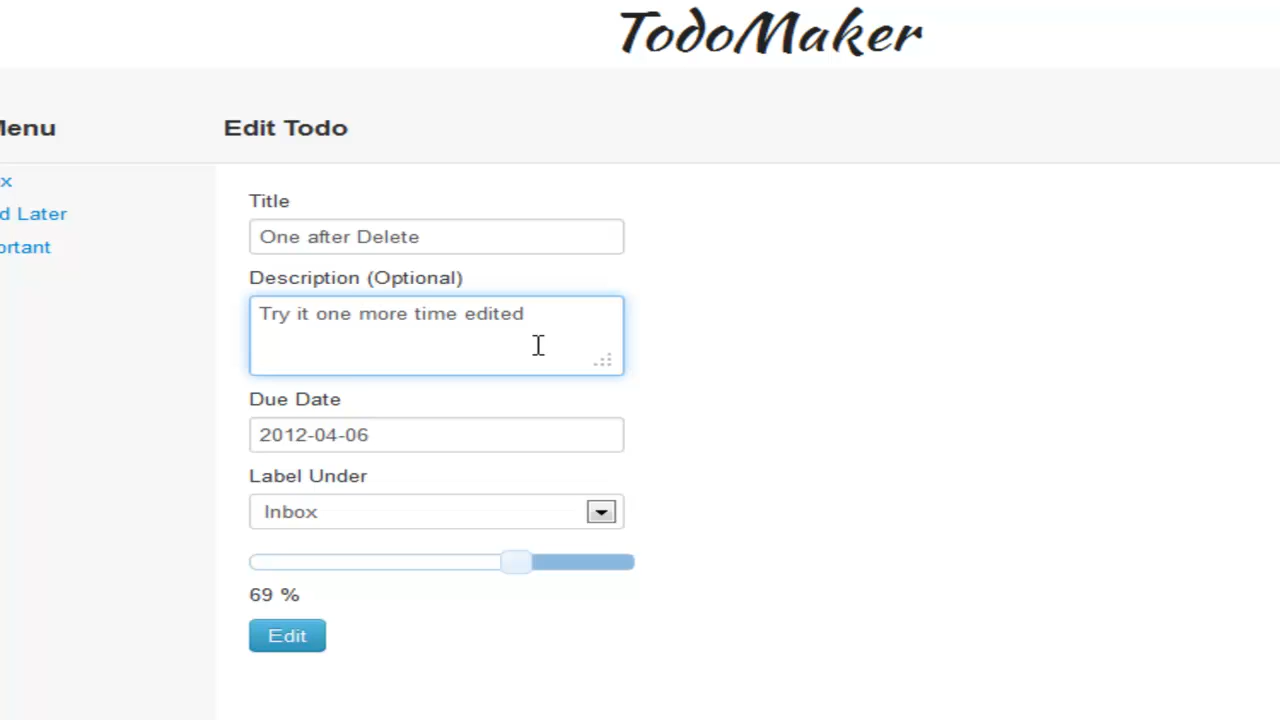 TodoMaker
Menu
Edit Todo
x
d Later
ortant
Title
One after Delete
Description (Optional)
Try it one more time edited
Due Date
2012-04-06
Label Under
Inbox
69 %
Edit